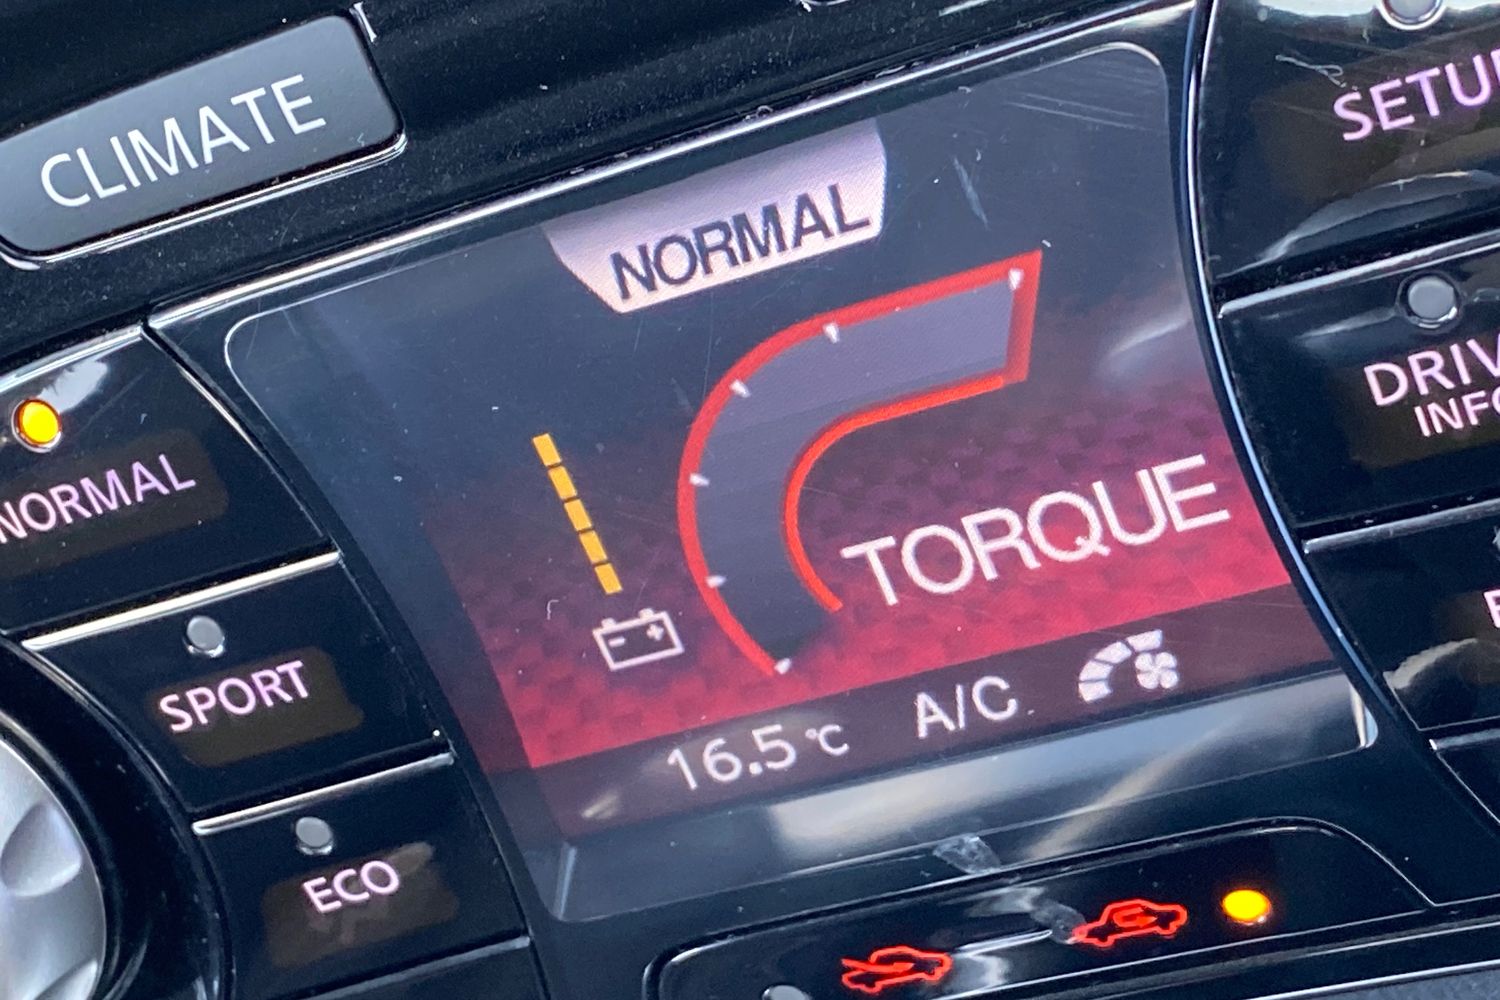 CLIMATE
SETU
NORMAL
DRIV
INFO
NORMAL
TORQUE
SPORT
16.5°C A/C
ECO